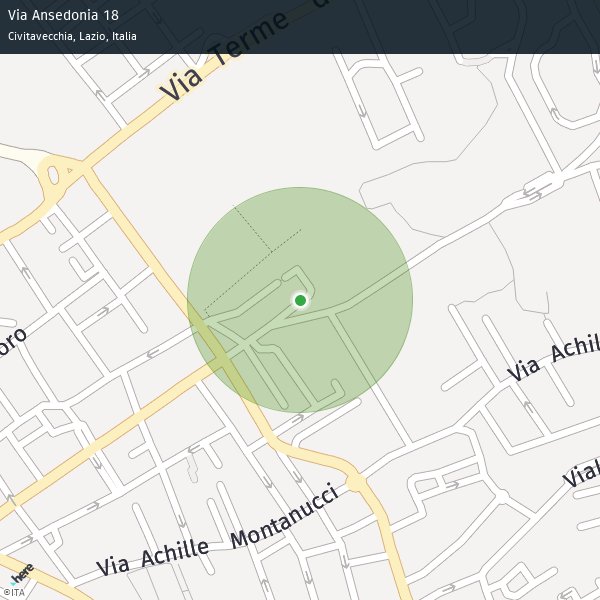 Via Ansedonia 18
Civitavecchia, Lazio, Italia
Via Terme d
oro
Via Achil
Vial
Via Achille Montanucci
here
©ITA